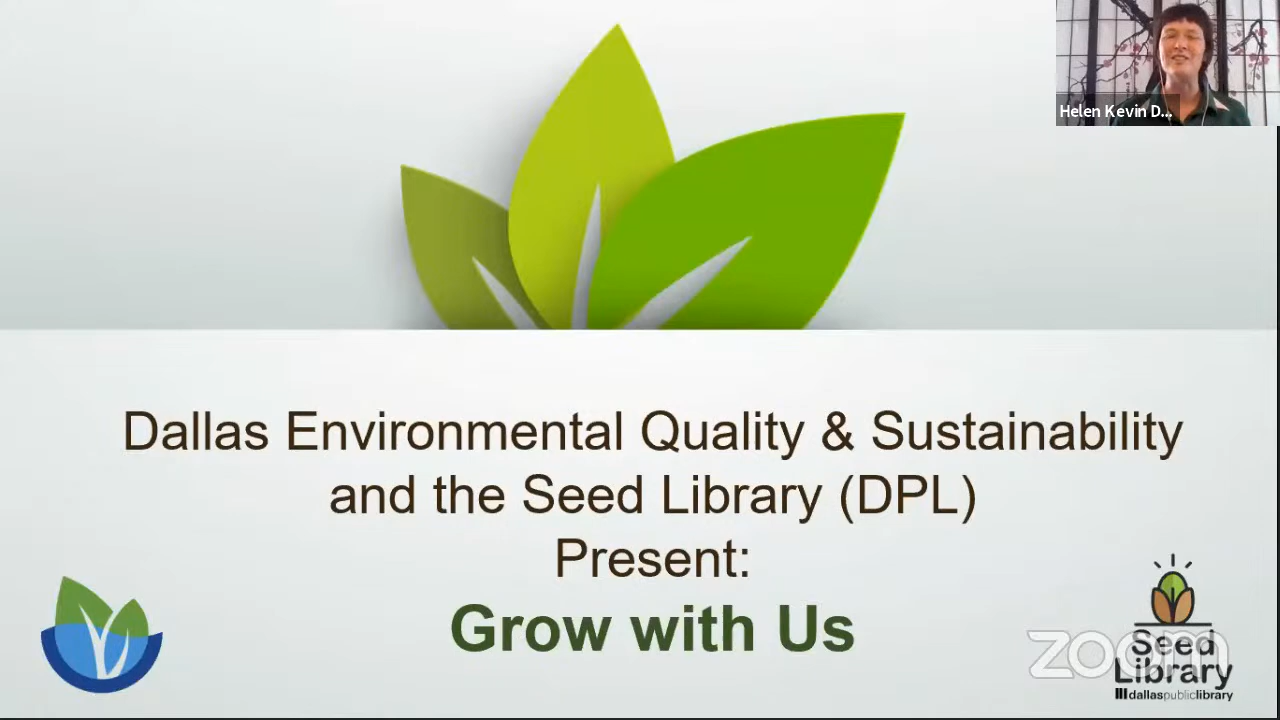 Helen Kevin D...
Dallas Environmental Quality & Sustainability
and the Seed Library (DPL)
Present:
Grow with Us
zoom
Seed
Library
dallaspubliclibrary